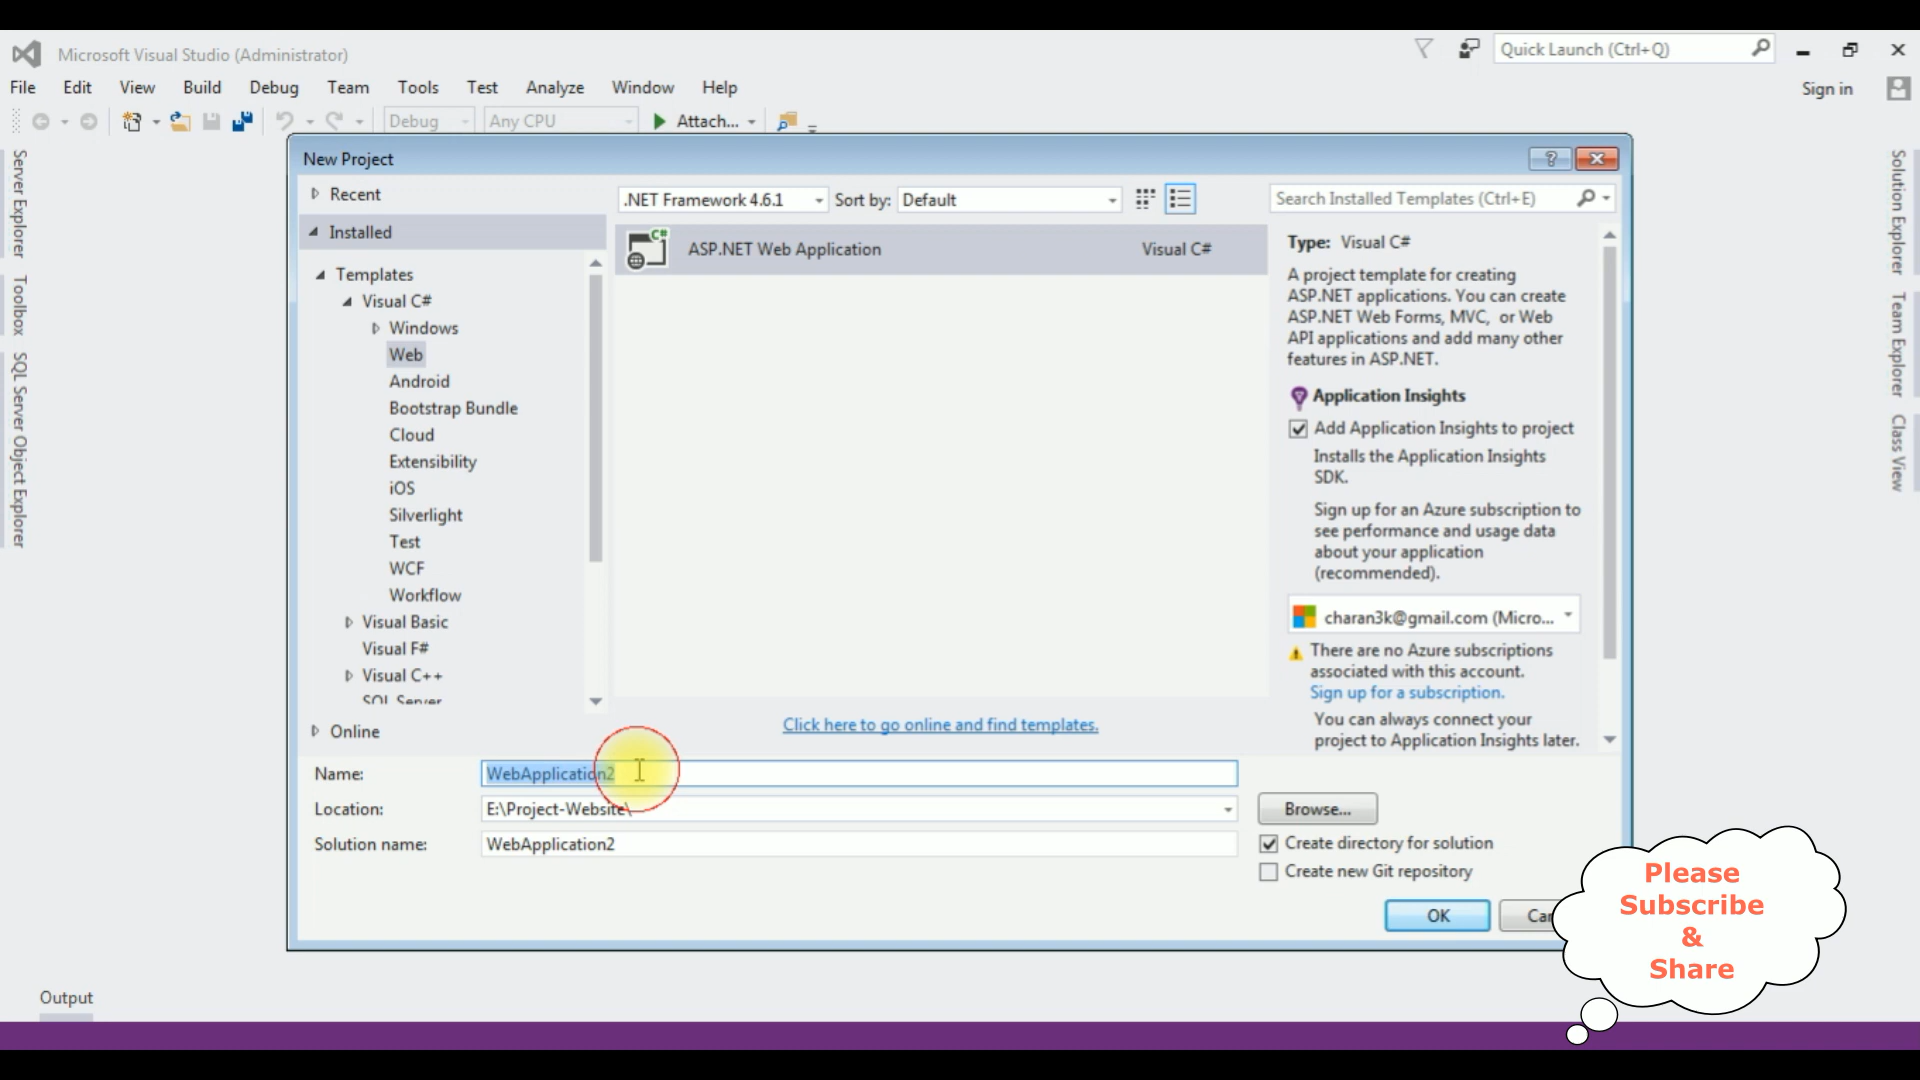 Microsoft Visual Studio (Administrator)
Quick Launch (Ctrl+Q)
File Edit View Build Debug Team Tools Test Analyze Window Help
Sign in
Debug Any CPU Attach...
Server Explorer
Toolbox
SQL Server Object Explorer
Solution Explorer
Team Explorer
Class View
New Project
?
Recent
Installed
Templates
Visual C#
Windows
Web
Android
Bootstrap Bundle
Cloud
Extensibility
iOS
Silverlight
Test
WCF
Workflow
Visual Basic
Visual F#
Visual C++
SQL Server
Online
.NET Framework 4.6.1 Sort by: Default
C#
ASP.NET Web Application Visual C#
Click here to go online and find templates.
Search Installed Templates (Ctrl+E)
Type: Visual C#
A project template for creating
ASP.NET applications. You can create
ASP.NET Web Forms, MVC, or Web
API applications and add many other
features in ASP.NET.
Application Insights
Add Application Insights to project
Installs the Application Insights
SDK.
Sign up for an Azure subscription to
see performance and usage data
about your application
(recommended).
charan3k@gmail.com (Micro...
There are no Azure subscriptions
associated with this account.
Sign up for a subscription.
You can always connect your
project to Application Insights later.
Name: WebApplication2
Location: E:\Project-Website\
Browse...
Solution name: WebApplication2
Create directory for solution
Create new Git repository
OK
Can
Please
Subscribe
&
Share
Output